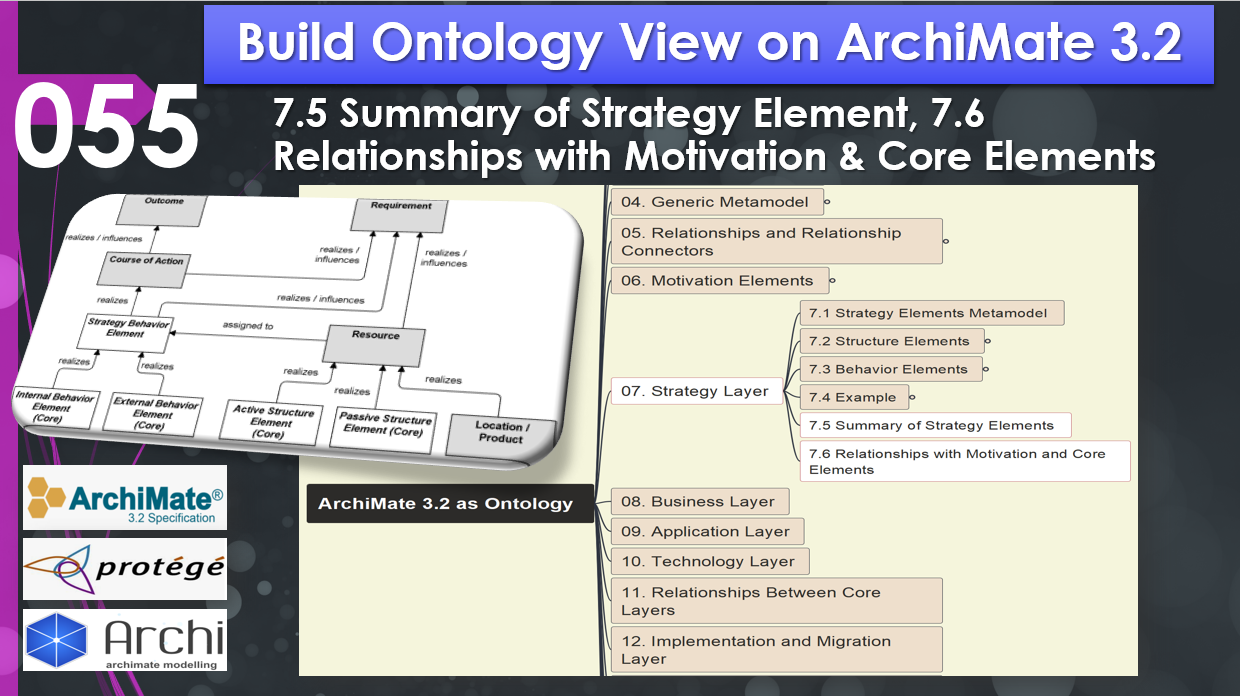 Build Ontology View on ArchiMate 3.2
055
7.5 Summary of Strategy Element, 7.6
Relationships with Motivation & Core Elements
Outcome
Requirement
realizes / influences
realizes /
influences
realizes /
influences
Course of Action
realizes
realizes / influences
Strategy Behavior
Element
assigned to
Resource
realizes
realizes
realizes
realizes
realizes
Internal Behavior
Element
(Core)
External Behavior
Element
(Core)
Active Structure
Element
(Core)
Passive Structure
Element (Core)
Location /
Product
04. Generic Metamodel
05. Relationships and Relationship
Connectors
06. Motivation Elements
07. Strategy Layer
7.1 Strategy Elements Metamodel
7.2 Structure Elements
7.3 Behavior Elements
7.4 Example
7.5 Summary of Strategy Elements
7.6 Relationships with Motivation and Core
Elements
ArchiMate 3.2 as Ontology
08. Business Layer
09. Application Layer
10. Technology Layer
11. Relationships Between Core
Layers
12. Implementation and Migration
Layer
ArchiMate®
3.2 Specification
protégé
Archi
archimate modelling